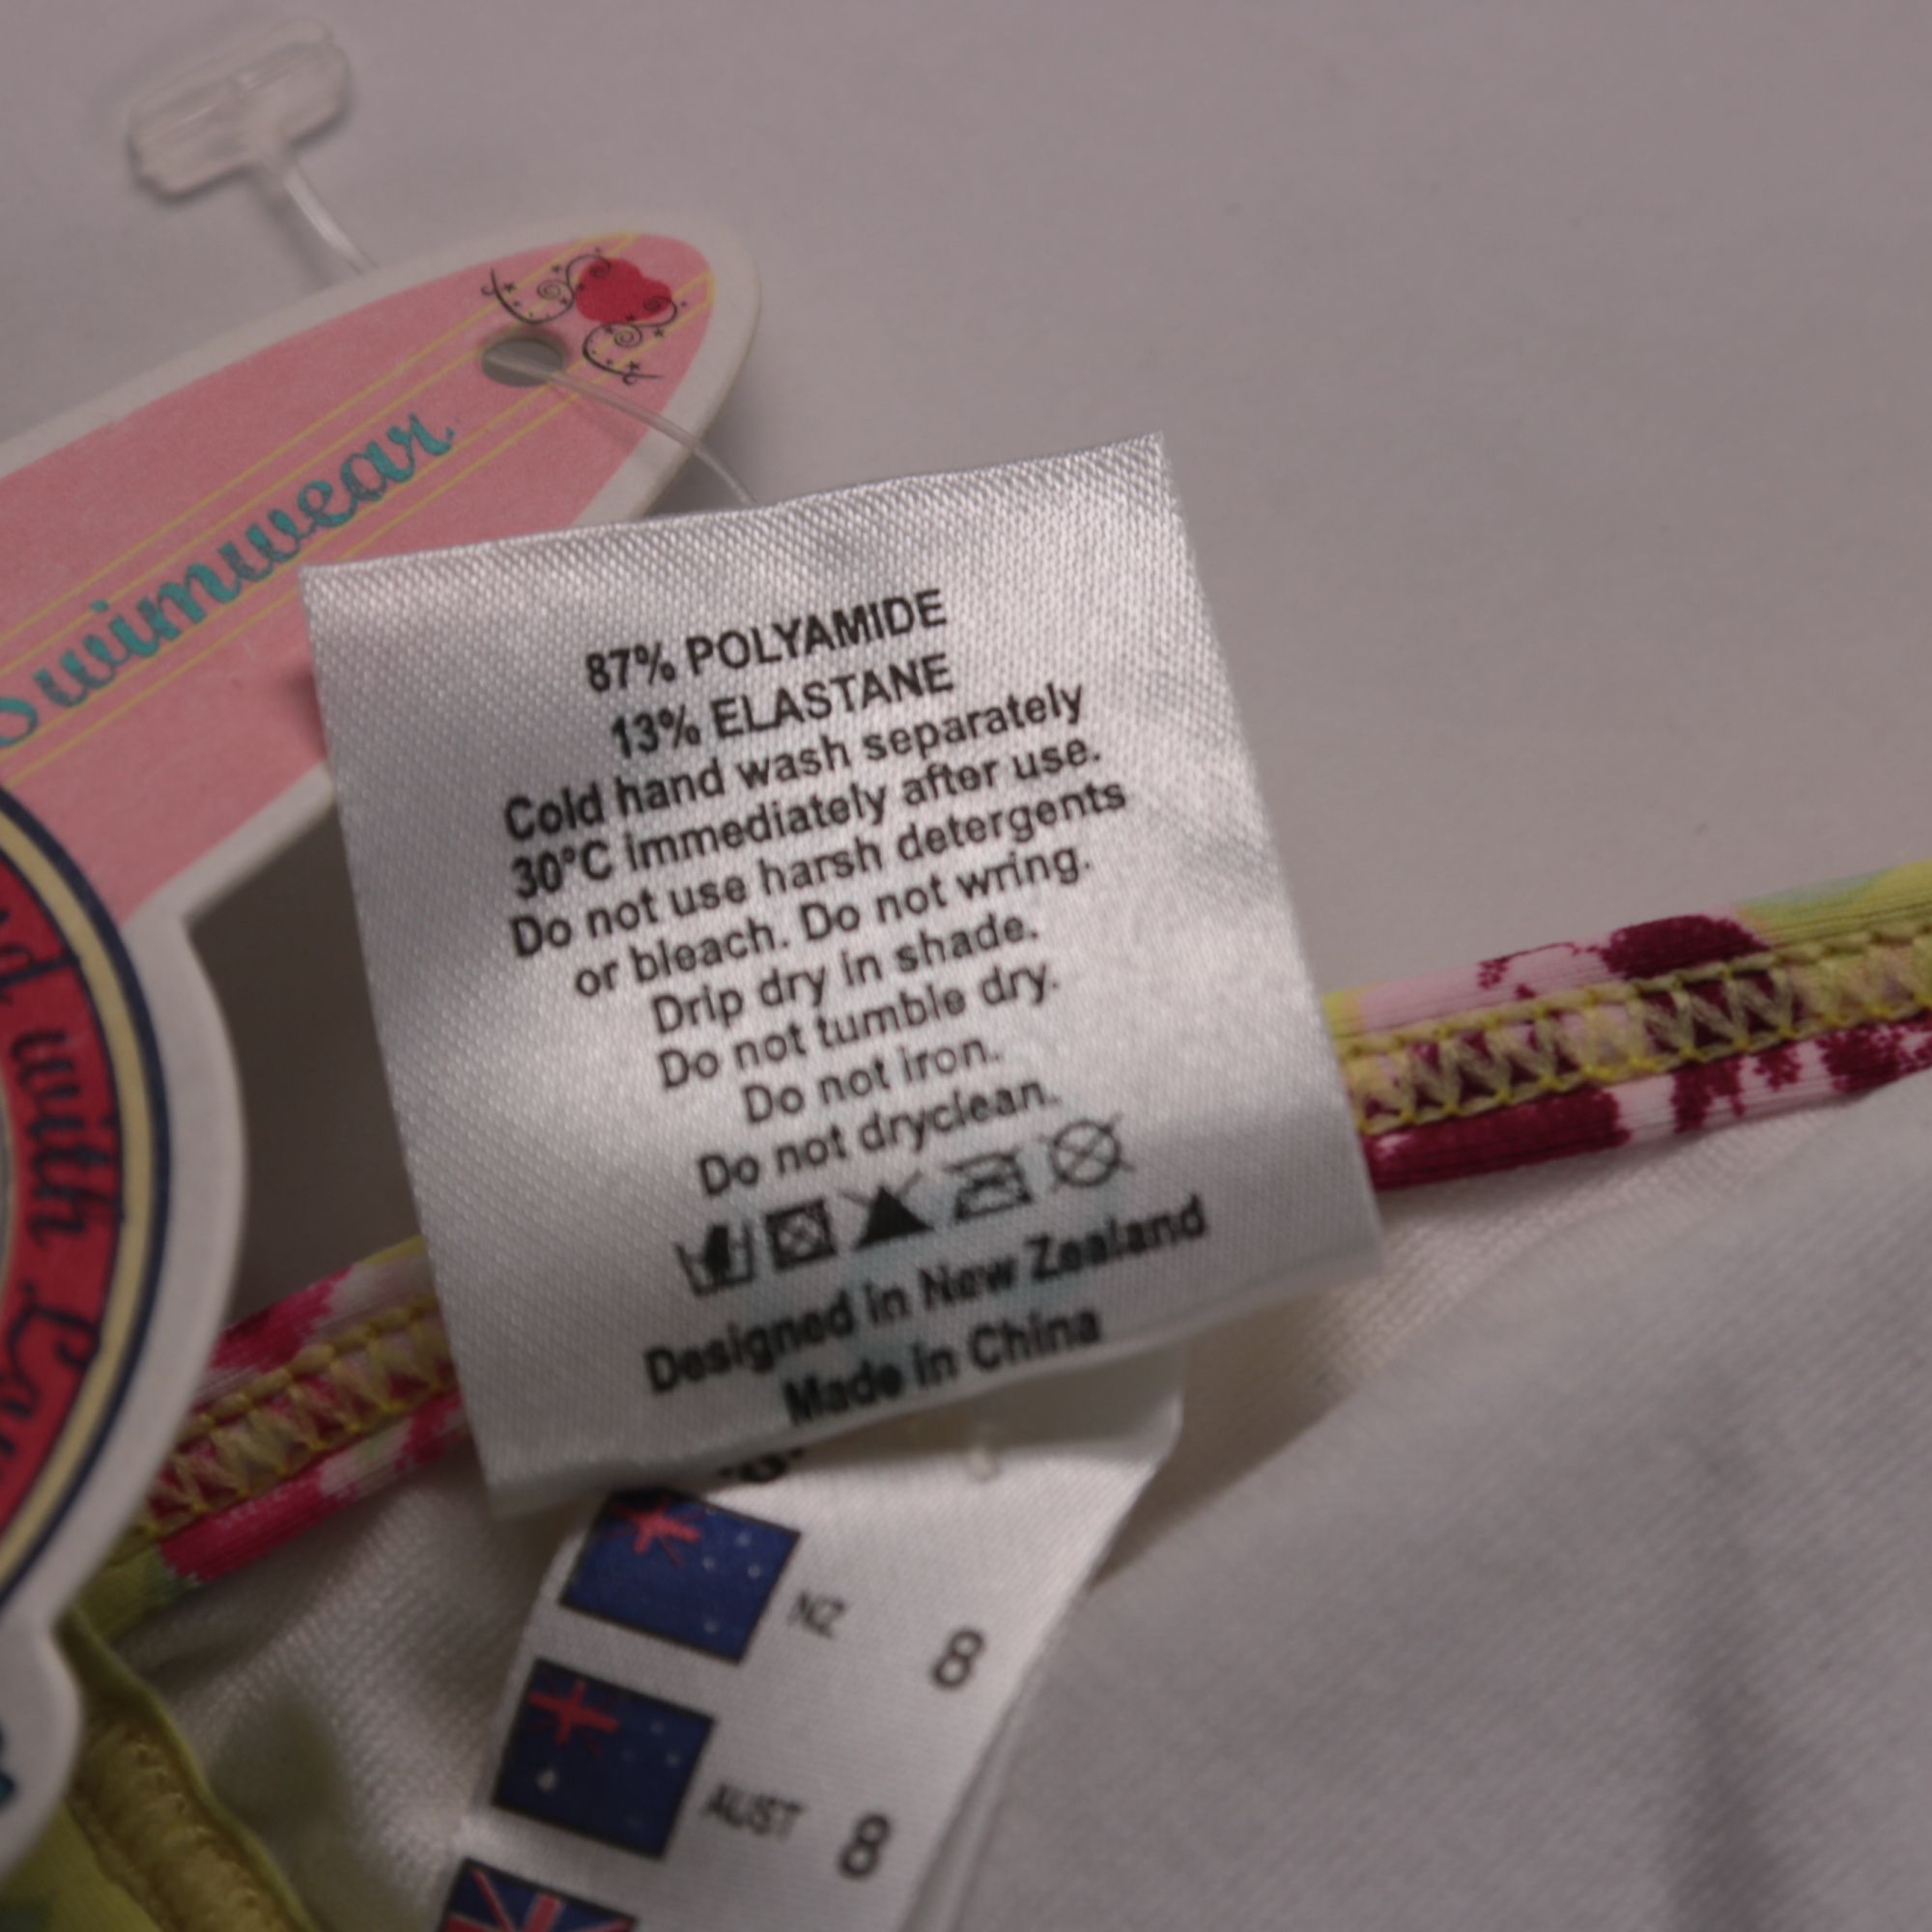 swimwear
87% POLYAMIDE
13% ELASTANE
Cold hand wash separately
30°C immediately after use.
Do not use harsh detergents
or bleach. Do not wring.
Drip dry in shade.
Do not tumble dry.
Do not iron.
Do not dryclean.
Designed in New Zealand
Made in China
with
NZ 8
AUST 8